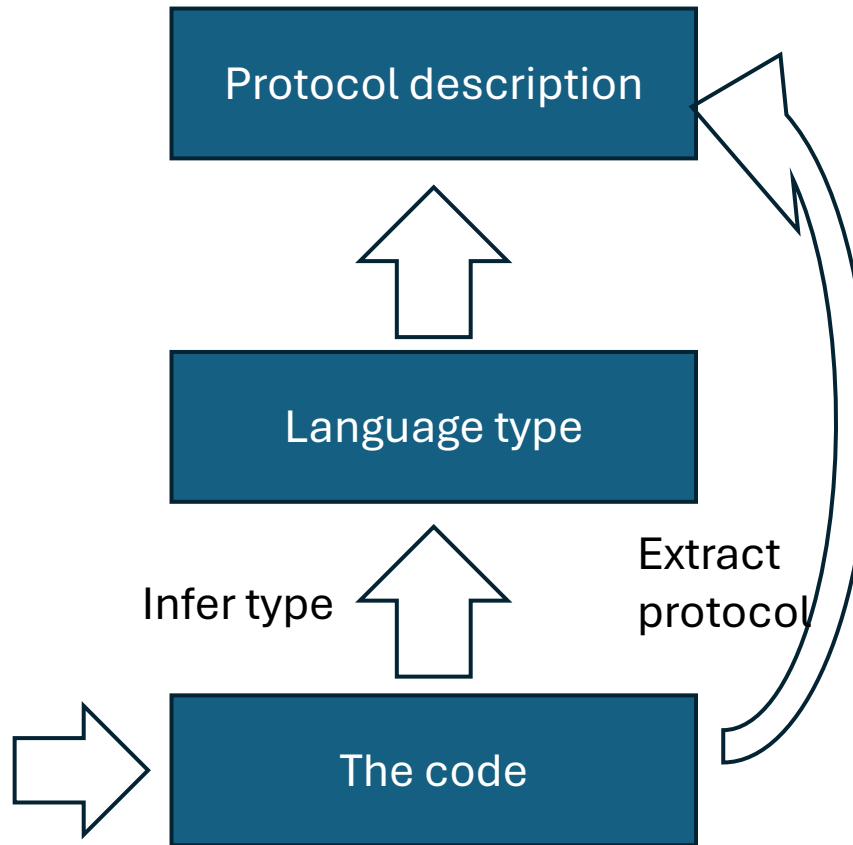 Protocol description
Language type
Infer type
Extract
protocol
The code